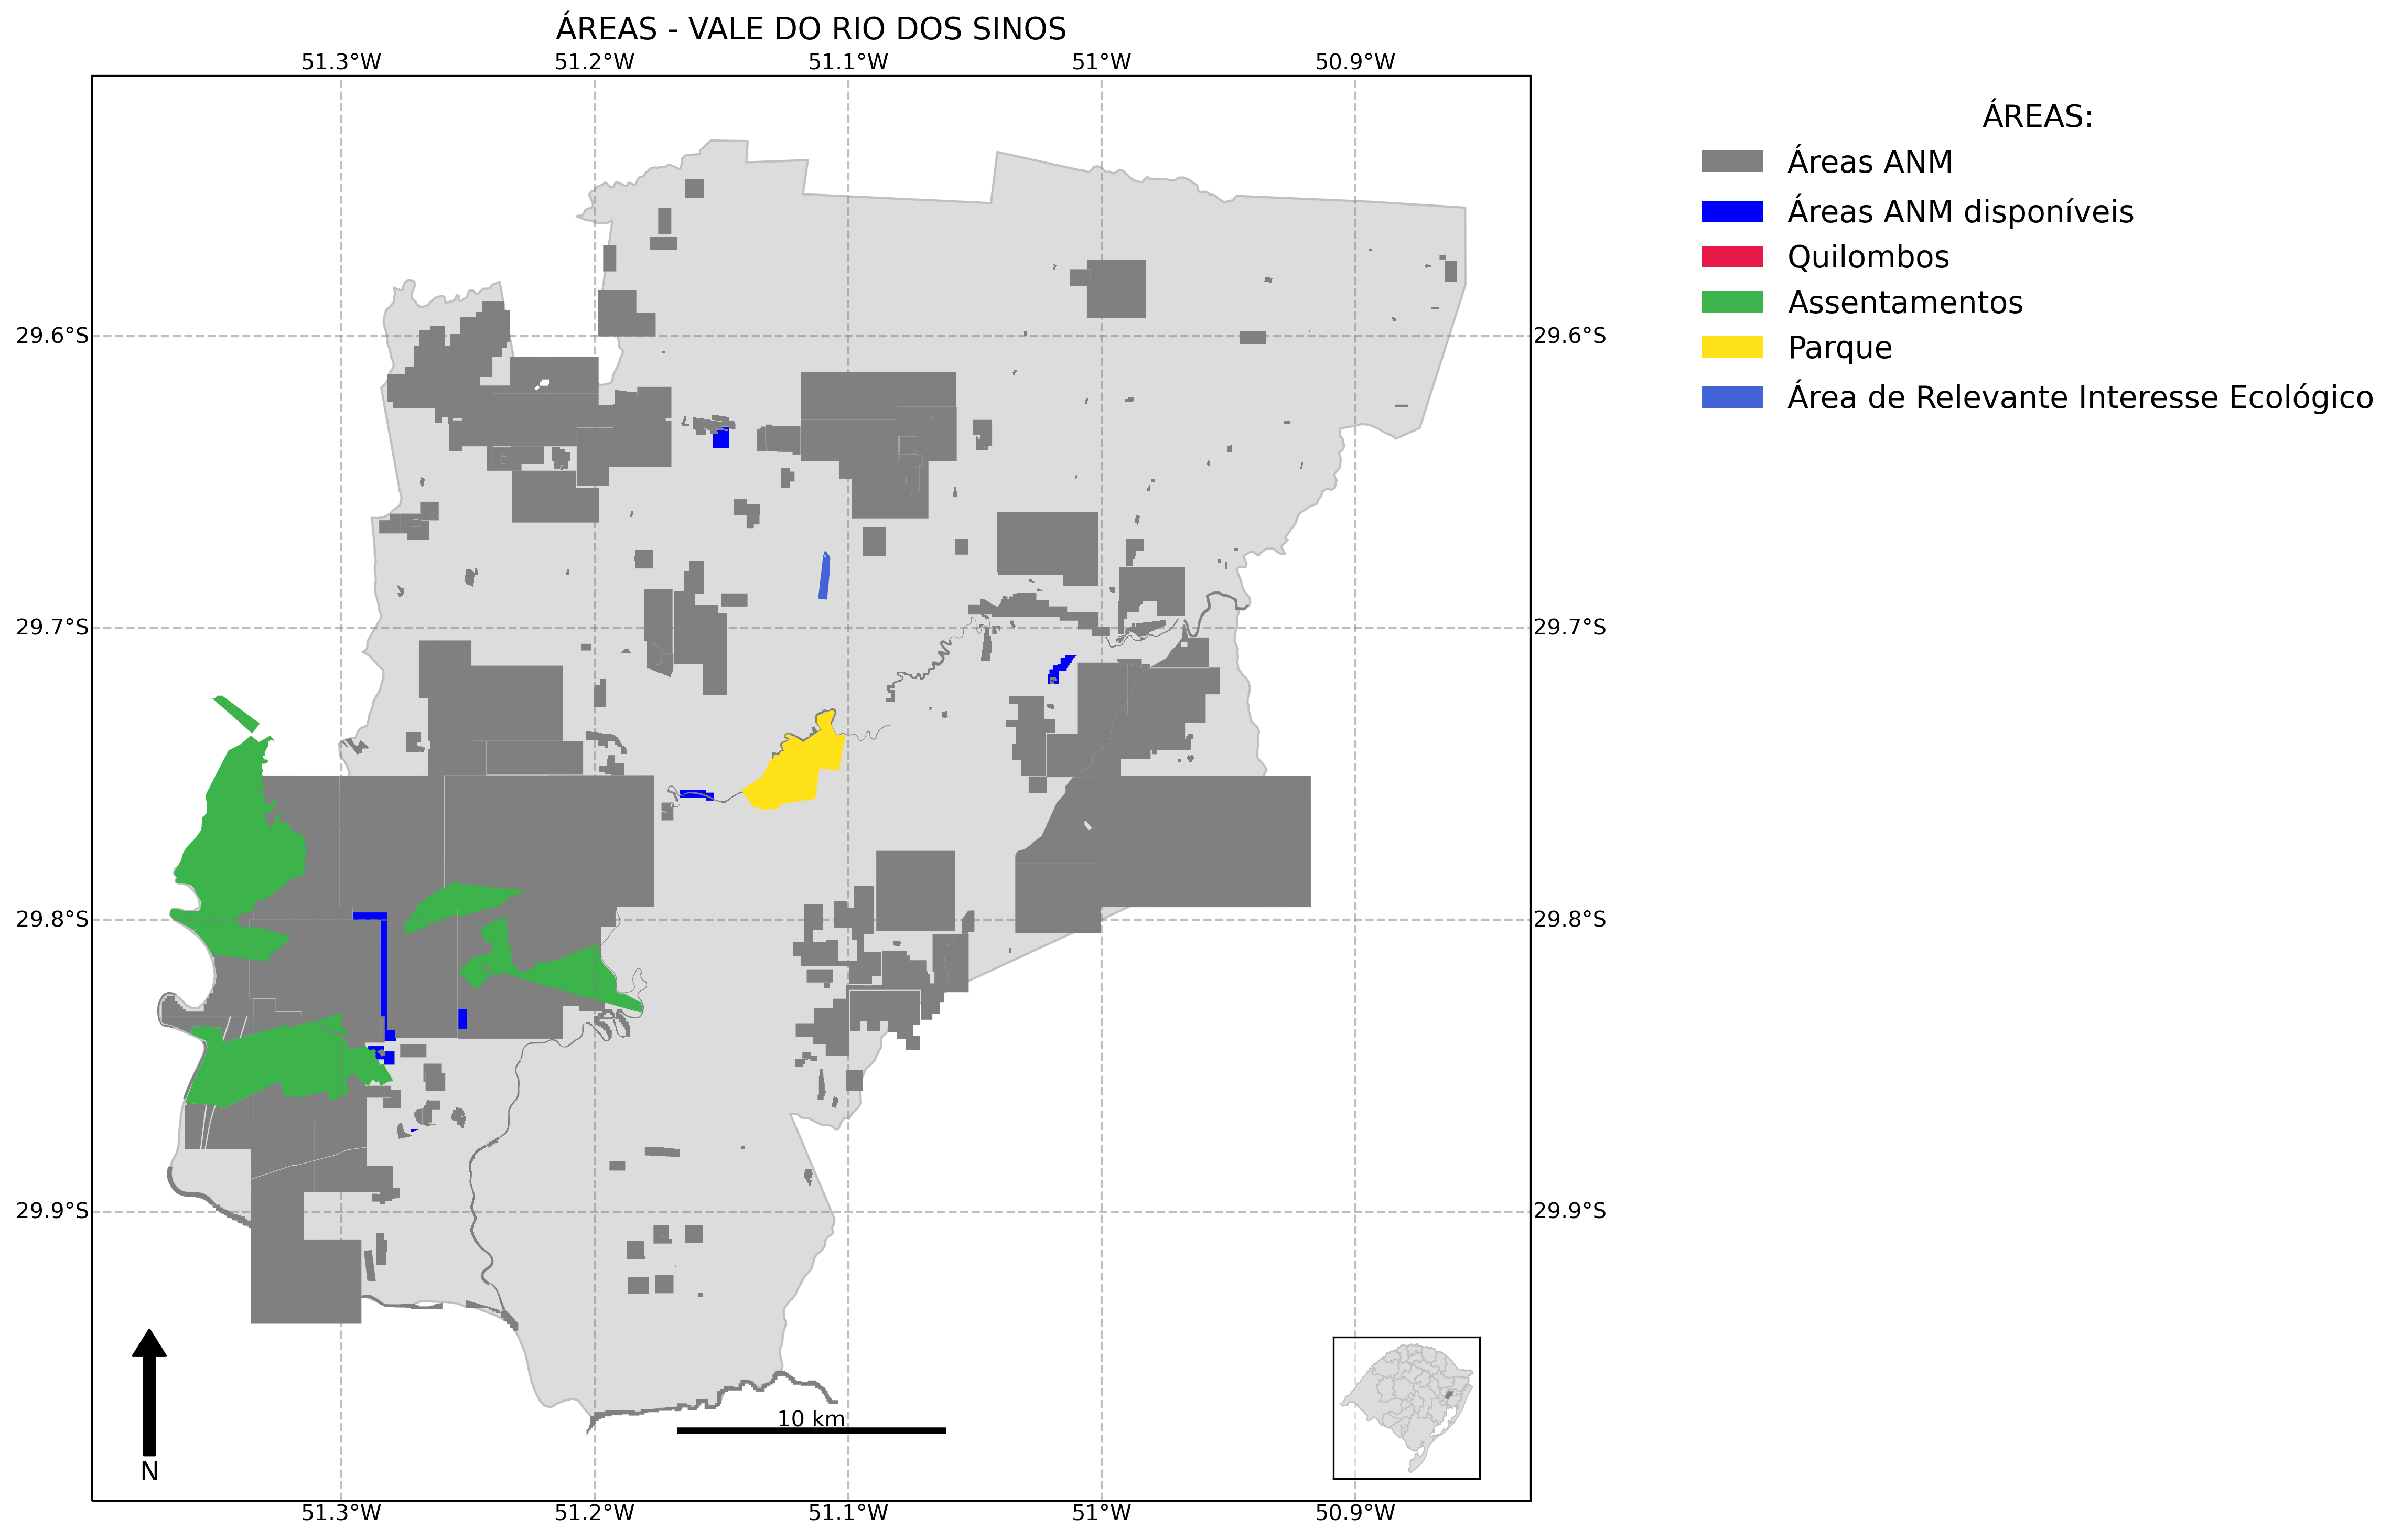 ÁREAS - VALE DO RIO DOS SINOS
51.3°W 51.2°W 51.1°W 51°W 50.9°W
ÁREAS:
Áreas ANM
Áreas ANM disponíveis
Quilombos
Assentamentos
Parque
Área de Relevante Interesse Ecológico
29.6°S 29.6°S
29.7°S 29.7°S
29.8°S 29.8°S
29.9°S 29.9°S
10 km
N
51.3°W 51.2°W 51.1°W 51°W 50.9°W